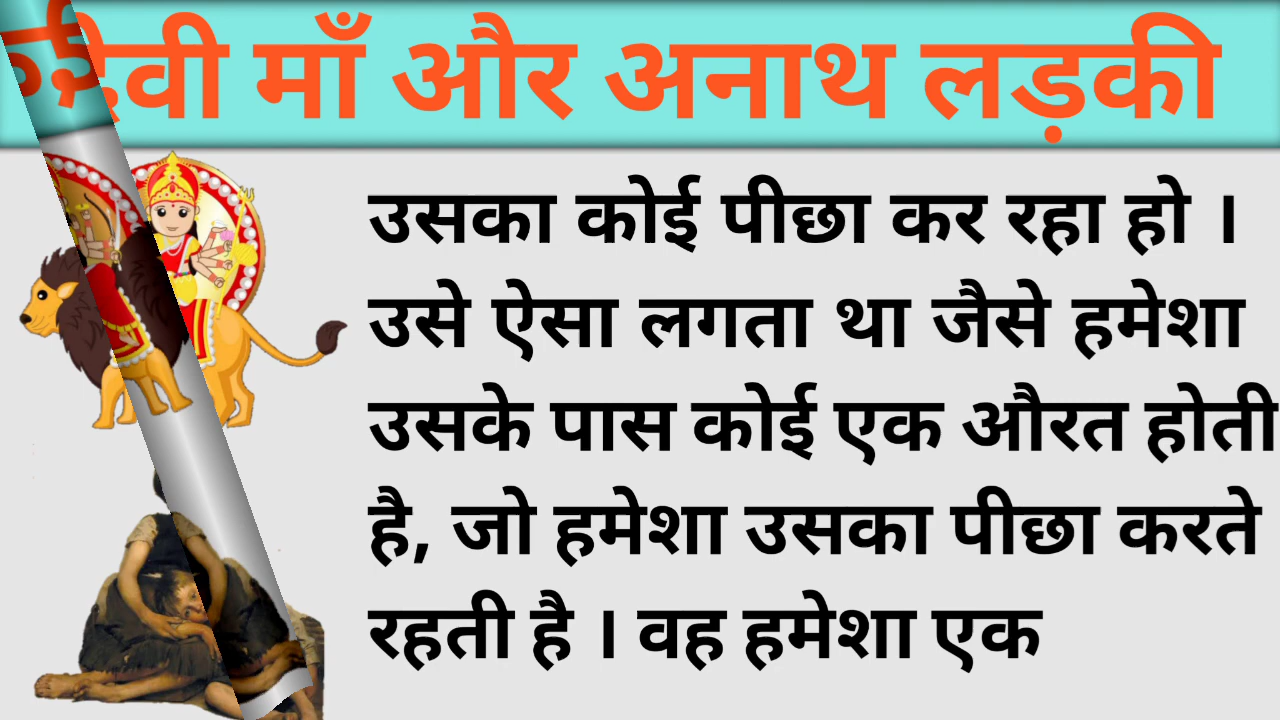 देवी माँ और अनाथ लड़की
उसका कोई पीछा कर रहा हो ।
उसे ऐसा लगता था जैसे हमेशा
उसके पास कोई एक औरत होती
है, जो हमेशा उसका पीछा करते
रहती है । वह हमेशा एक